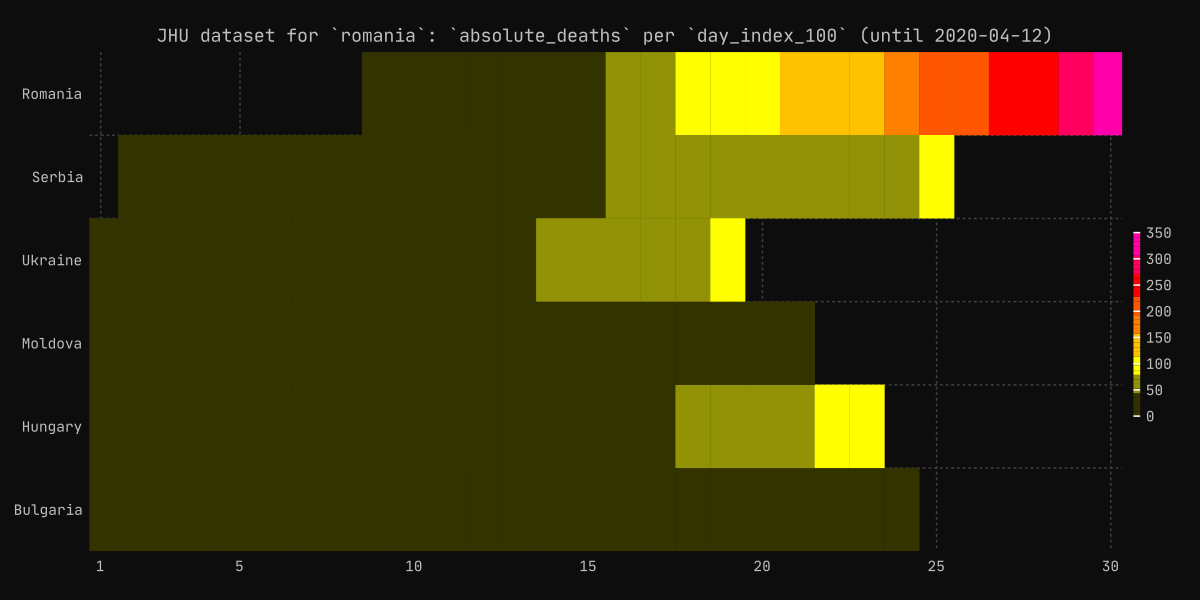 JHU dataset for `romania`: `absolute_deaths` per `day_index_100` (until 2020-04-12)
Romania
Serbia
Ukraine
Moldova
Hungary
Bulgaria
350
300
250
200
150
100
50
0
1 5 10 15 20 25 30